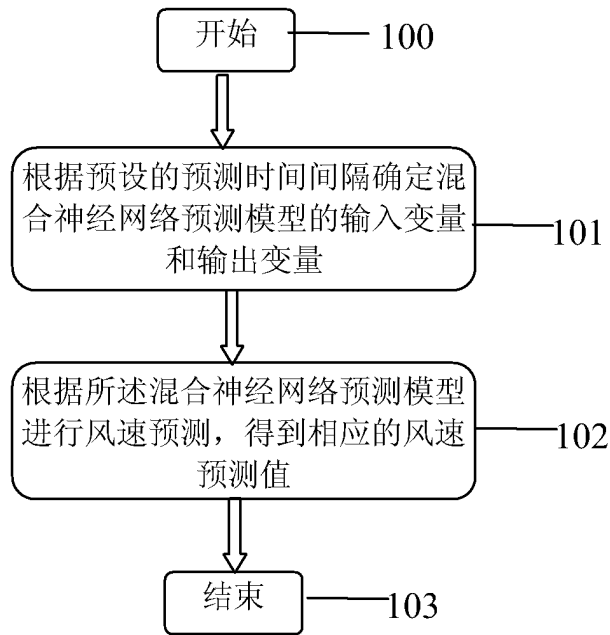 开始
100
根据预设的预测时间间隔确定混
合神经网络预测模型的输入变量
和输出变量
101
根据所述混合神经网络预测模型
进行风速预测，得到相应的风速
预测值
102
结束
103